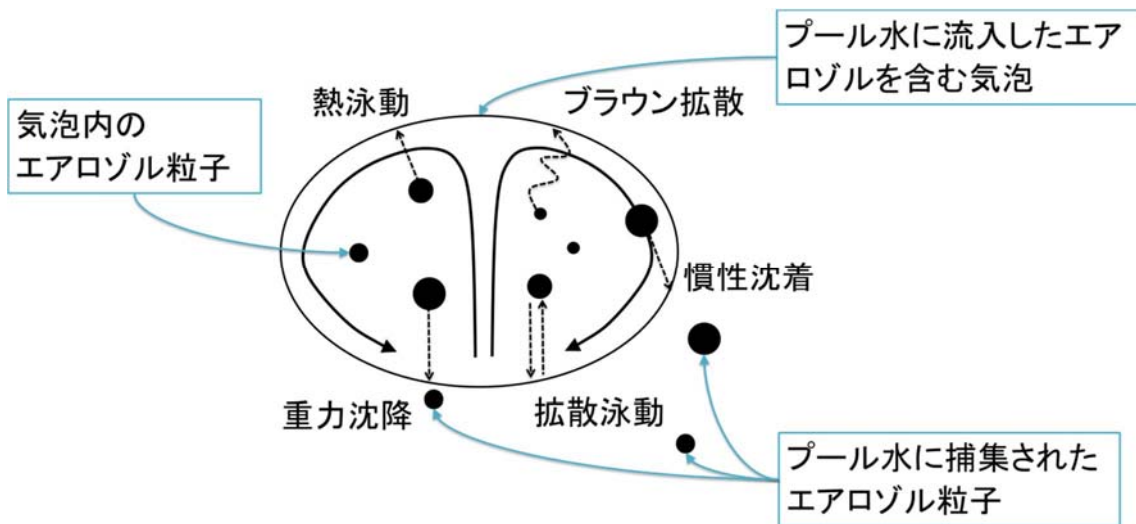 プール水に流入したエア
ロゾルを含む気泡
熱泳動
ブラウン拡散
気泡内の
エアロゾル粒子
慣性沈着
重力沈降
拡散泳動
プール水に捕集された
エアロゾル粒子